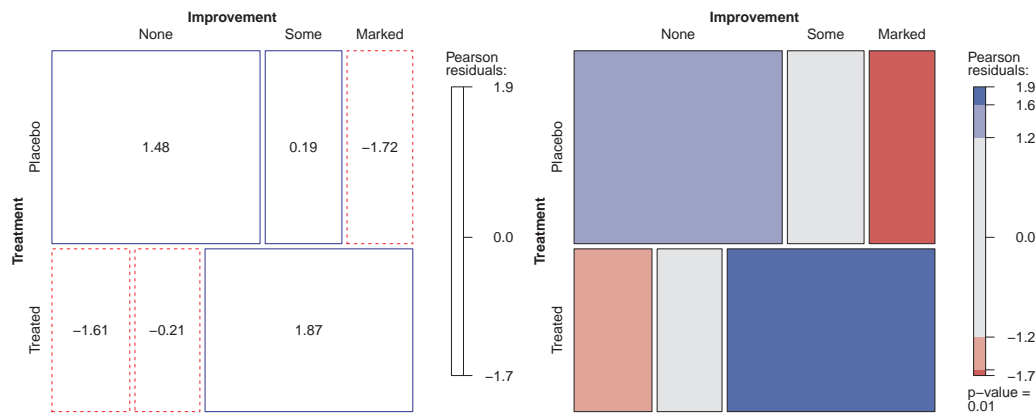 Improvement
None Some Marked
Treatment
Placebo
Treated
1.48 0.19 −1.72
−1.61 −0.21 1.87
Pearson
residuals:
1.9
0.0
−1.7
Improvement
None Some Marked
Treatment
Placebo
Treated
Pearson
residuals:
1.9
1.6
1.2
0.0
−1.2
−1.7
p−value =
0.01